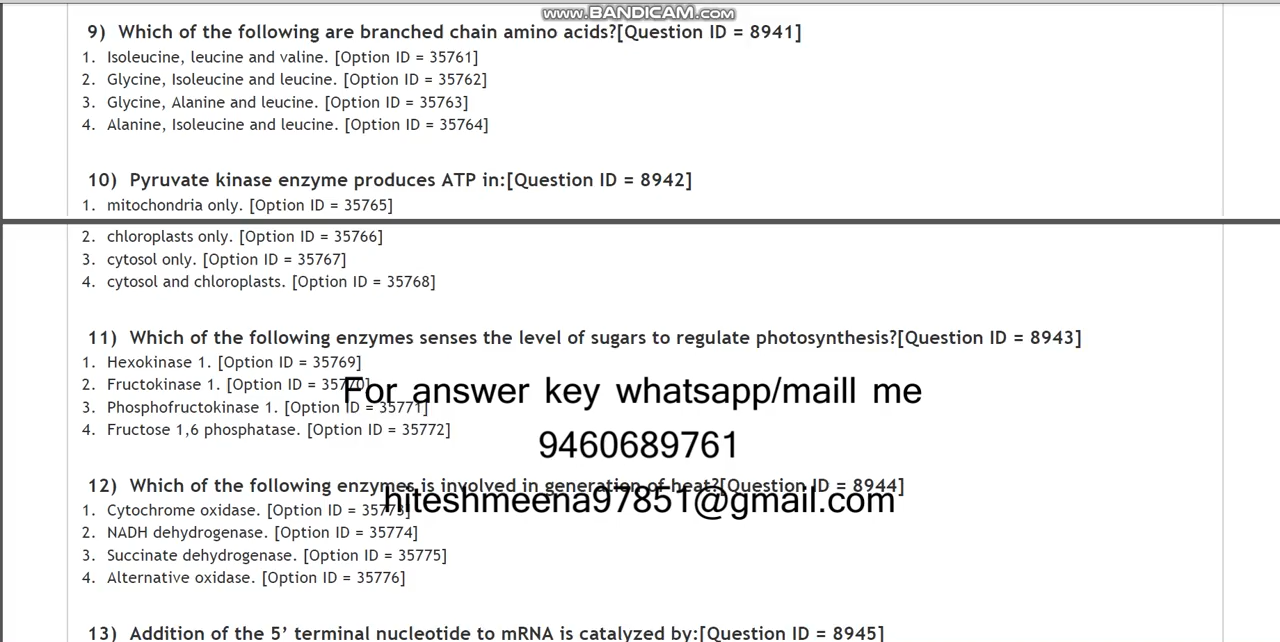 www.BANDICAM.com
9) Which of the following are branched chain amino acids?[Question ID = 8941]
1. Isoleucine, leucine and valine. [Option ID = 35761]
2. Glycine, Isoleucine and leucine. [Option ID = 35762]
3. Glycine, Alanine and leucine. [Option ID = 35763]
4. Alanine, Isoleucine and leucine. [Option ID = 35764]
10) Pyruvate kinase enzyme produces ATP in:[Question ID = 8942]
1. mitochondria only. [Option ID = 35765]
2. chloroplasts only. [Option ID = 35766]
3. cytosol only. [Option ID = 35767]
4. cytosol and chloroplasts. [Option ID = 35768]
11) Which of the following enzymes senses the level of sugars to regulate photosynthesis?[Question ID = 8943]
1. Hexokinase 1. [Option ID = 35769]
2. Fructokinase 1. [Option ID = 35770]
For answer key whatsapp/maill me
3. Phosphofructokinase 1. [Option ID = 35771]
4. Fructose 1,6 phosphatase. [Option ID = 35772]
9460689761
12) Which of the following enzymes is involved in generation of heat?[Question ID = 8944]
hiteshmeena97851@gmail.com
1. Cytochrome oxidase. [Option ID = 35773]
2. NADH dehydrogenase. [Option ID = 35774]
3. Succinate dehydrogenase. [Option ID = 35775]
4. Alternative oxidase. [Option ID = 35776]
13) Addition of the 5’ terminal nucleotide to mRNA is catalyzed by:[Question ID = 8945]